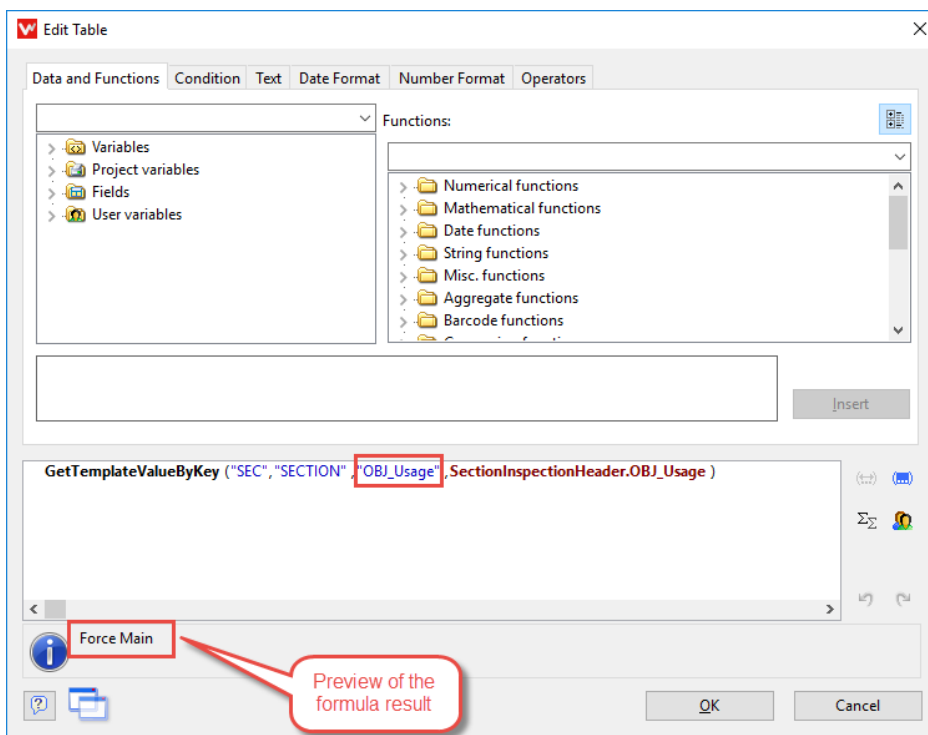 Edit Table
Data and Functions Condition Text Date Format Number Format Operators
Functions:
Variables
Project variables
Fields
User variables
Numerical functions
Mathematical functions
Date functions
String functions
Misc. functions
Aggregate functions
Barcode functions
Insert
GetTemplateValueByKey ("SEC","SECTION" ,"OBJ_Usage",SectionInspectionHeader.OBJ_Usage )
Force Main
Preview of the
formula result
OK Cancel